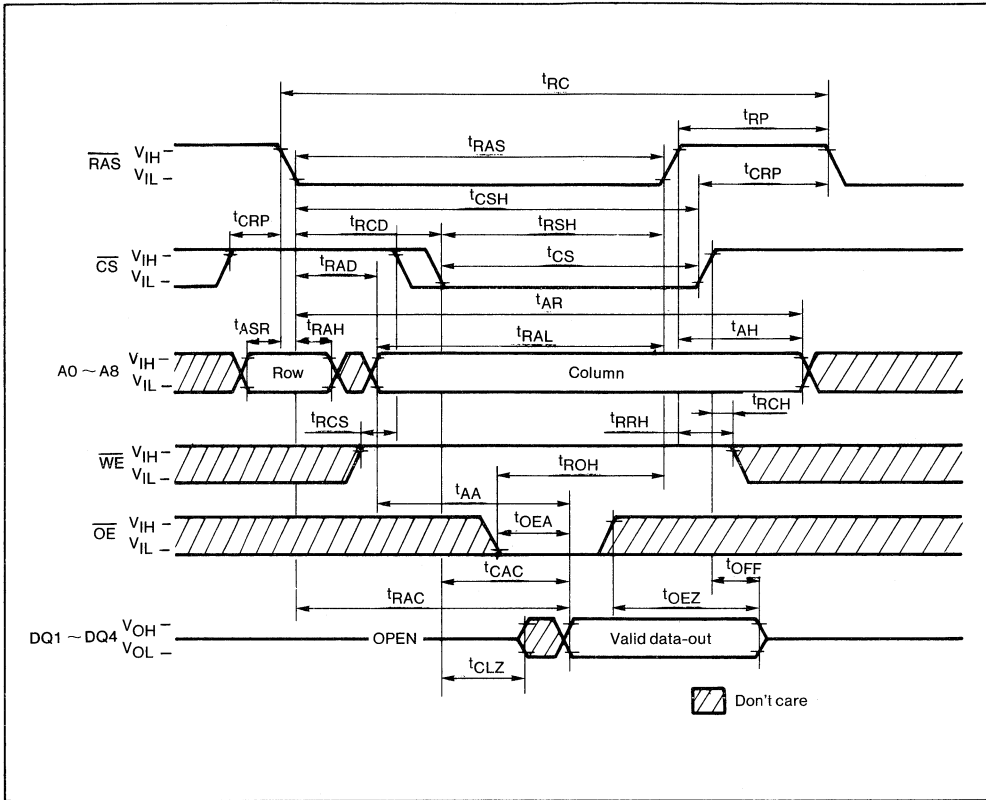 tRC
tRP
tRAS
RAS VIH
VIL
tCRP
tCSH
tCRP
tRCD
tRSH
CS VIH
VIL
tRAD
tCS
tAR
tASR
tRAH
tRAL
tAH
A0 ~ A8 VIH
VIL
Row
Column
tRCS
tRRH
tRCH
WE VIH
VIL
tROH
tAA
OE VIH
VIL
tOEA
tCAC
tOFF
tRAC
tOEZ
DQ1 ~ DQ4 VOH
VOL
OPEN
Valid data-out
tCLZ
Don't care